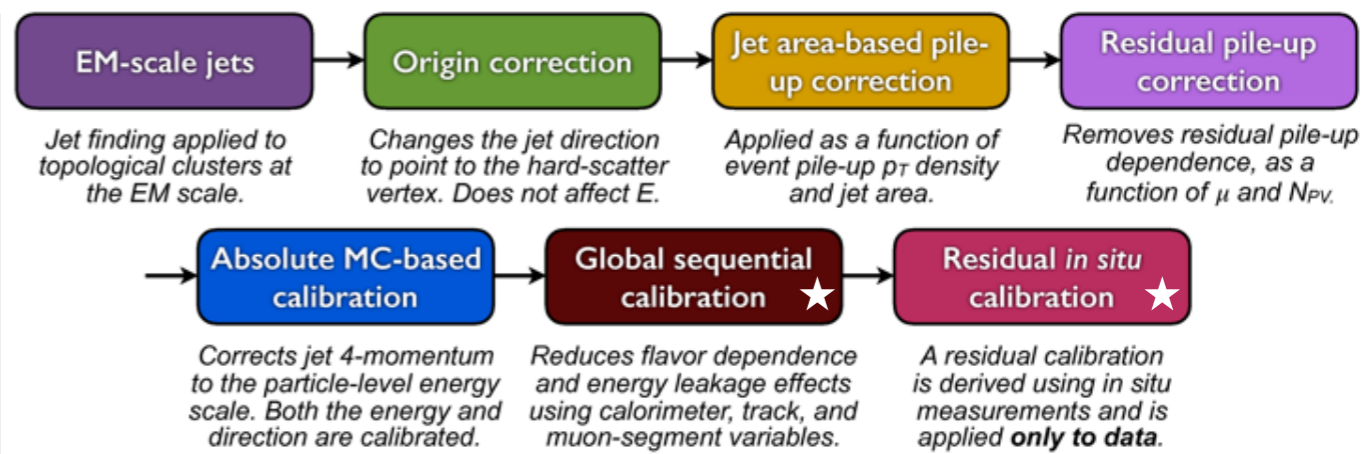 EM-scale jets
Origin correction
Jet area-based pile-
up correction
Residual pile-up
correction
Jet finding applied to
topological clusters at
the EM scale.
Changes the jet direction
to point to the hard-scatter
vertex. Does not affect E.
Applied as a function of
event pile-up pT density
and jet area.
Removes residual pile-up
dependence, as a
function of μ and NPV.
Absolute MC-based
calibration
Global sequential
calibration
Residual in situ
calibration
Corrects jet 4-momentum
to the particle-level energy
scale. Both the energy and
direction are calibrated.
Reduces flavor dependence
and energy leakage effects
using calorimeter, track, and
muon-segment variables.
A residual calibration
is derived using in situ
measurements and is
applied only to data.